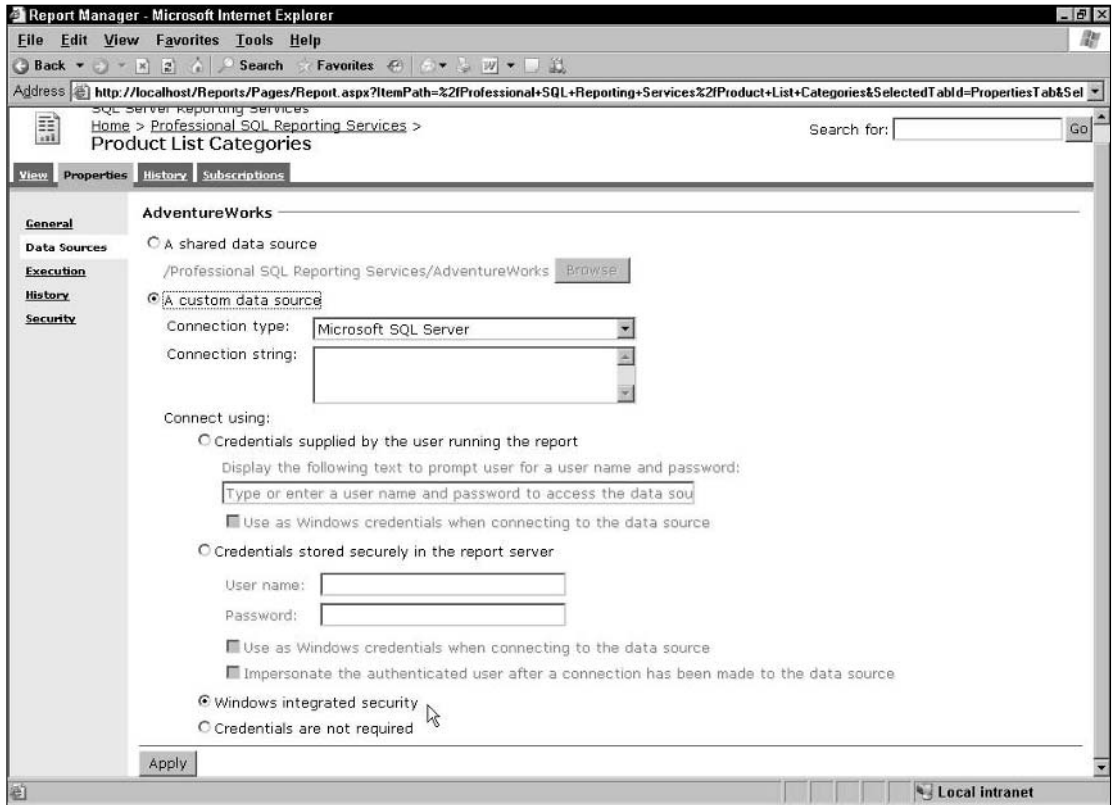 Report Manager - Microsoft Internet Explorer
File Edit View Favorites Tools Help
Back Search Favorites
Address http://localhost/Reports/Pages/Report.aspx?ItemPath=%2fProfessional+SQL+Reporting+Services%2fProduct+List+Categories&SelectedTabId=PropertiesTab&Sel
SQL Server Reporting Services
Home > Professional SQL Reporting Services >
Search for: Go
Product List Categories
View Properties History Subscriptions
General
Data Sources
Execution
History
Security
AdventureWorks
A shared data source
/Professional SQL Reporting Services/AdventureWorks Browse
A custom data source
Connection type: Microsoft SQL Server
Connection string:
Connect using:
Credentials supplied by the user running the report
Display the following text to prompt user for a user name and password:
Type or enter a user name and password to access the data sou
Use as Windows credentials when connecting to the data source
Credentials stored securely in the report server
User name:
Password:
Use as Windows credentials when connecting to the data source
Impersonate the authenticated user after a connection has been made to the data source
Windows integrated security
Credentials are not required
Apply
Local intranet